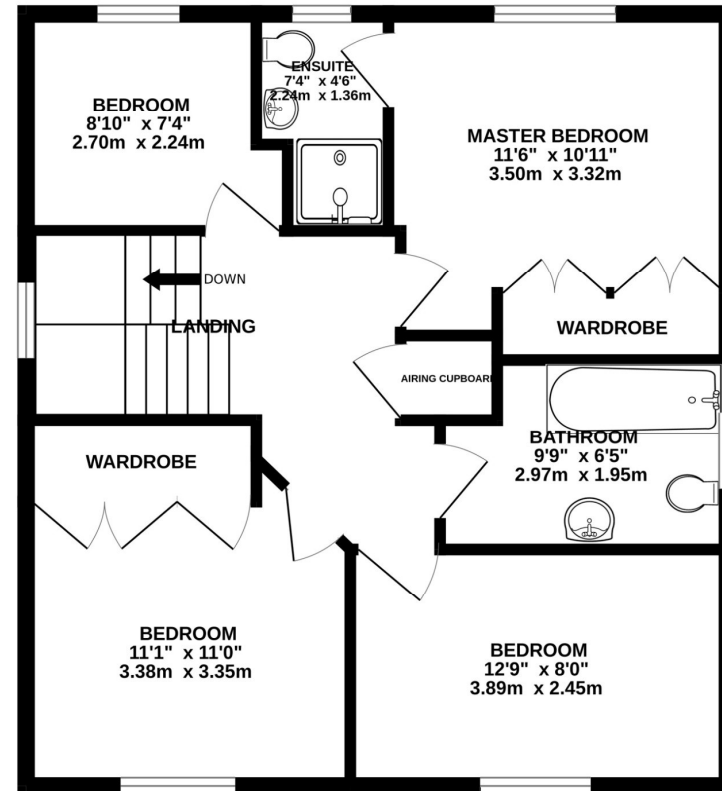 BEDROOM
8'10" x 7'4"
2.70m x 2.24m
ENSUITE
7'4" x 4'6"
2.24m x 1.36m
MASTER BEDROOM
11'6" x 10'11"
3.50m x 3.32m
DOWN
LANDING
WARDROBE
AIRING CUPBOARD
BATHROOM
9'9" x 6'5"
2.97m x 1.95m
WARDROBE
BEDROOM
11'1" x 11'0"
3.38m x 3.35m
BEDROOM
12'9" x 8'0"
3.89m x 2.45m